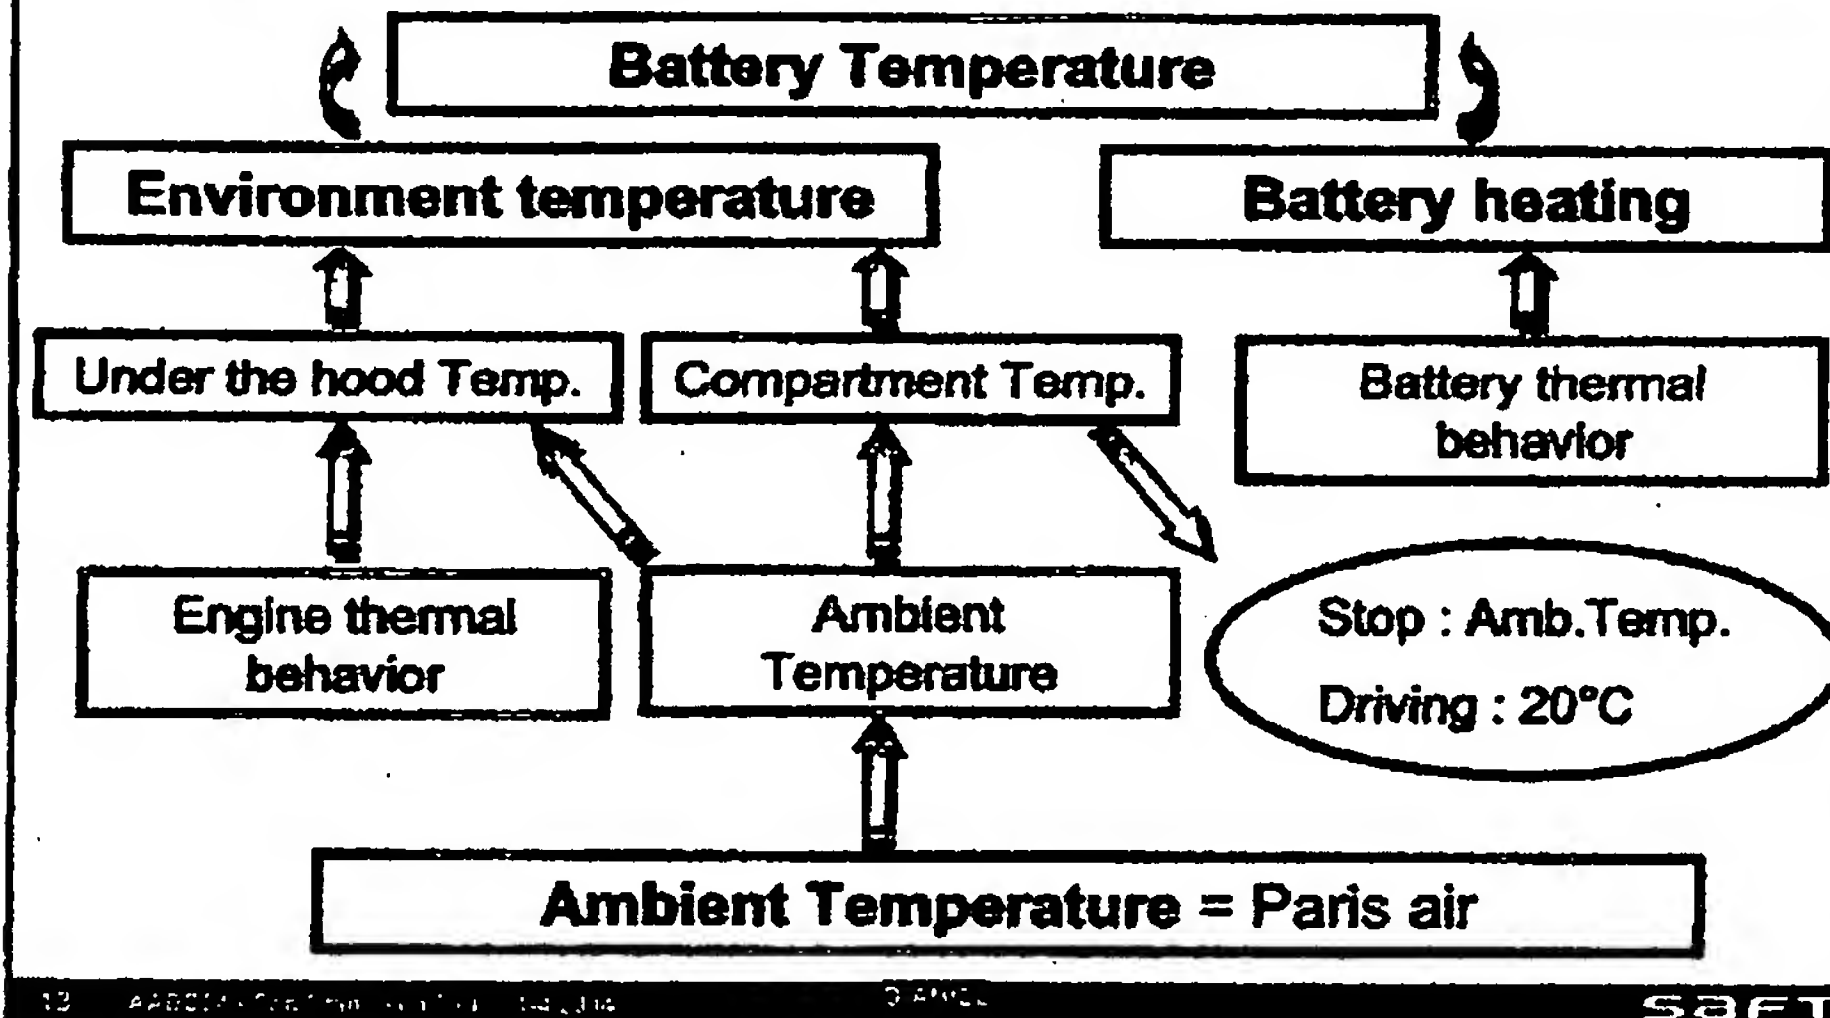 Battery Temperature
Environment temperature
Battery heating
Under the hood Temp.
Compartment Temp.
Battery thermal
behavior
Engine thermal
behavior
Ambient
Temperature
Stop : Amb.Temp.
Driving : 20°C
Ambient Temperature = Paris air
saft